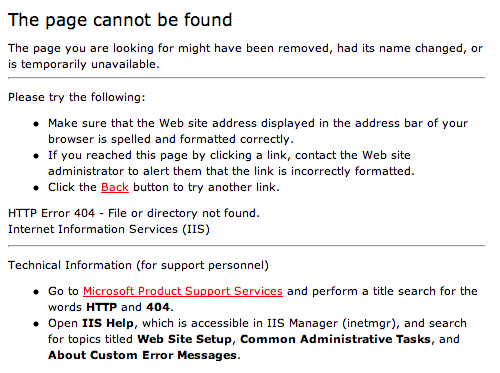 The page cannot be found
The page you are looking for might have been removed, had its name changed, or
is temporarily unavailable.
Please try the following:
Make sure that the Web site address displayed in the address bar of your
browser is spelled and formatted correctly.
If you reached this page by clicking a link, contact the Web site
administrator to alert them that the link is incorrectly formatted.
Click the Back button to try another link.
HTTP Error 404 - File or directory not found.
Internet Information Services (IIS)
Technical Information (for support personnel)
Go to Microsoft Product Support Services and perform a title search for the
words HTTP and 404.
Open IIS Help, which is accessible in IIS Manager (inetmgr), and search
for topics titled Web Site Setup, Common Administrative Tasks, and
About Custom Error Messages.